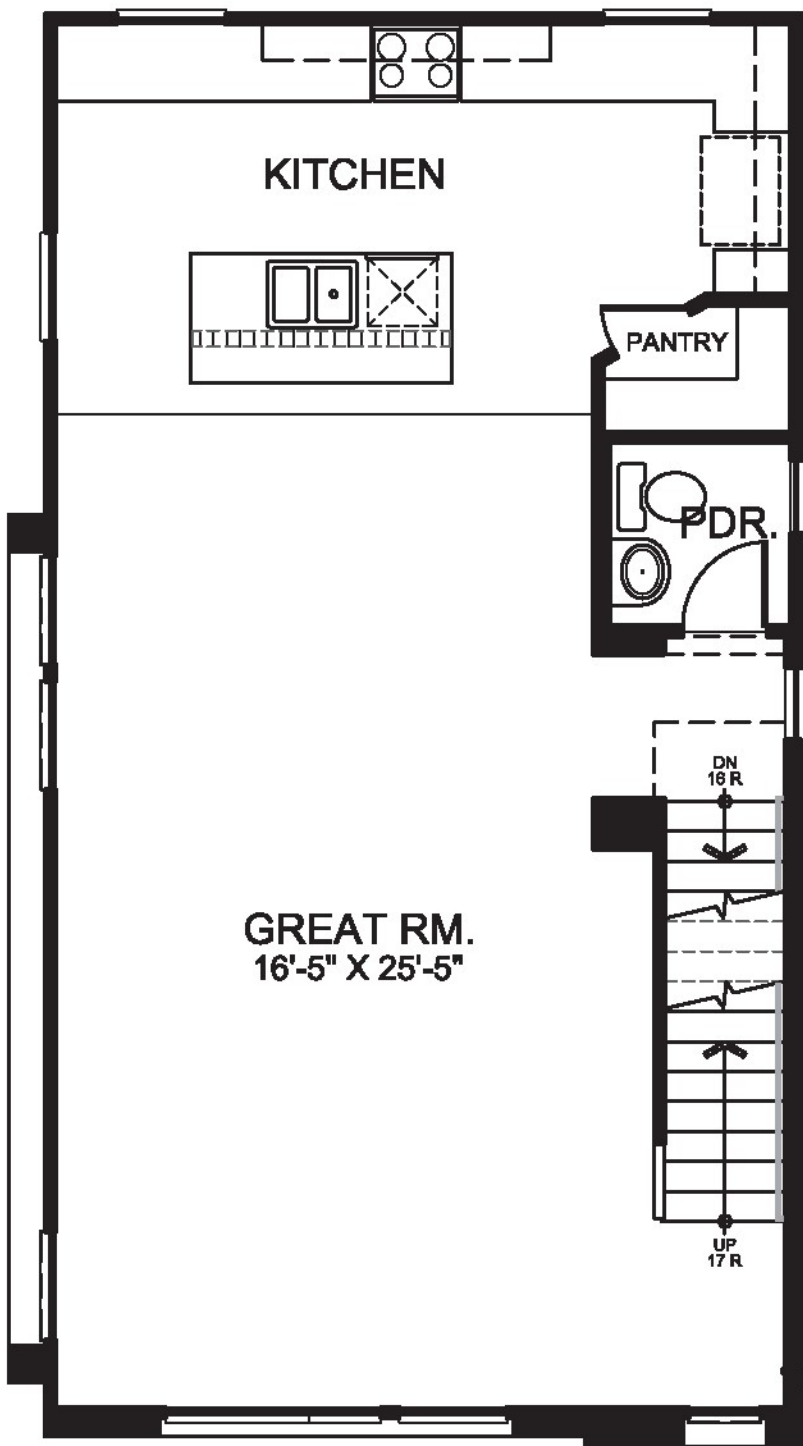 KITCHEN
PANTRY
PDR.
DN
16 R
GREAT RM.
16'-5" X 25'-5"
UP
17 R